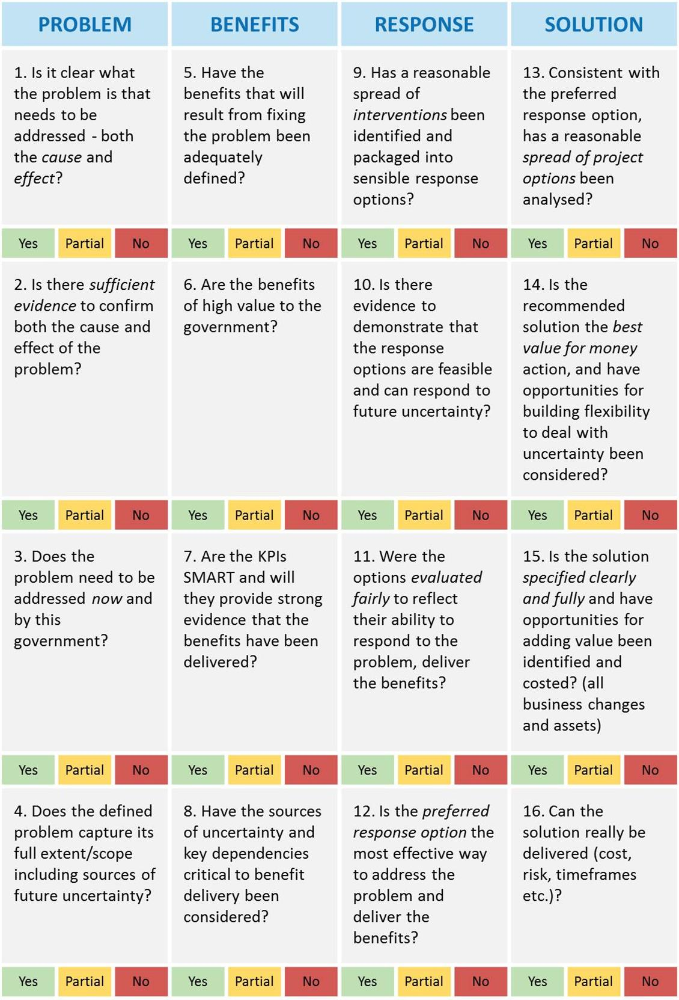 PROBLEM
BENEFITS
RESPONSE
SOLUTION
1. Is it clear what
the problem is that
needs to be
addressed - both
the cause and
effect?
5. Have the
benefits that will
result from fixing
the problem been
adequately
defined?
9. Has a reasonable
spread of
interventions been
identified and
packaged into
sensible response
options?
13. Consistent with
the preferred
response option,
has a reasonable
spread of project
options been
analysed?
Yes Partial No
Yes Partial No
Yes Partial No
Yes Partial No
2. Is there sufficient
evidence to confirm
both the cause and
effect of the
problem?
6. Are the benefits
of high value to the
government?
10. Is there
evidence to
demonstrate that
the response
options are feasible
and can respond to
future uncertainty?
14. Is the
recommended
solution the best
value for money
action, and have
opportunities for
building flexibility
to deal with
uncertainty been
considered?
Yes Partial No
Yes Partial No
Yes Partial No
Yes Partial No
3. Does the
problem need to be
addressed now and
by this
government?
7. Are the KPIs
SMART and will
they provide strong
evidence that the
benefits have been
delivered?
11. Were the
options evaluated
fairly to reflect
their ability to
respond to the
problem, deliver
the benefits?
15. Is the solution
specified clearly
and fully and have
opportunities for
adding value been
identified and
costed? (all
business changes
and assets)
Yes Partial No
Yes Partial No
Yes Partial No
Yes Partial No
4. Does the defined
problem capture its
full extent/scope
including sources of
future uncertainty?
8. Have the sources
of uncertainty and
key dependencies
critical to benefit
delivery been
considered?
12. Is the preferred
response option the
most effective way
to address the
problem and
deliver the
benefits?
16. Can the
solution really be
delivered (cost,
risk, timeframes
etc.)?
Yes Partial No
Yes Partial No
Yes Partial No
Yes Partial No